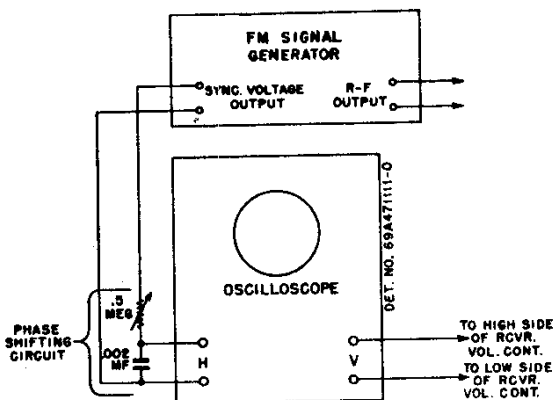 FM SIGNAL
GENERATOR
SYNC. VOLTAGE
OUTPUT
R-F
OUTPUT
DET. NO. 69A471111-0
OSCILLOSCOPE
.5
MEG
PHASE
SHIFTING
CIRCUIT
.002
MF
H
V
TO HIGH SIDE
OF RCVR.
VOL. CONT.
TO LOW SIDE
OF RCVR.
VOL. CONT.